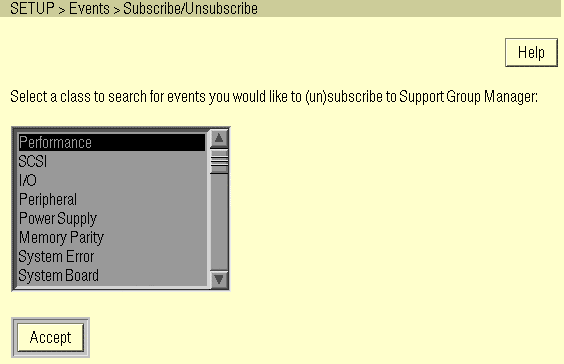 SETUP > Events > Subscribe/Unsubscribe
Help
Select a class to search for events you would like to (un)subscribe to Support Group Manager:
Performance
SCSI
I/O
Peripheral
Power Supply
Memory Parity
System Error
System Board
Accept